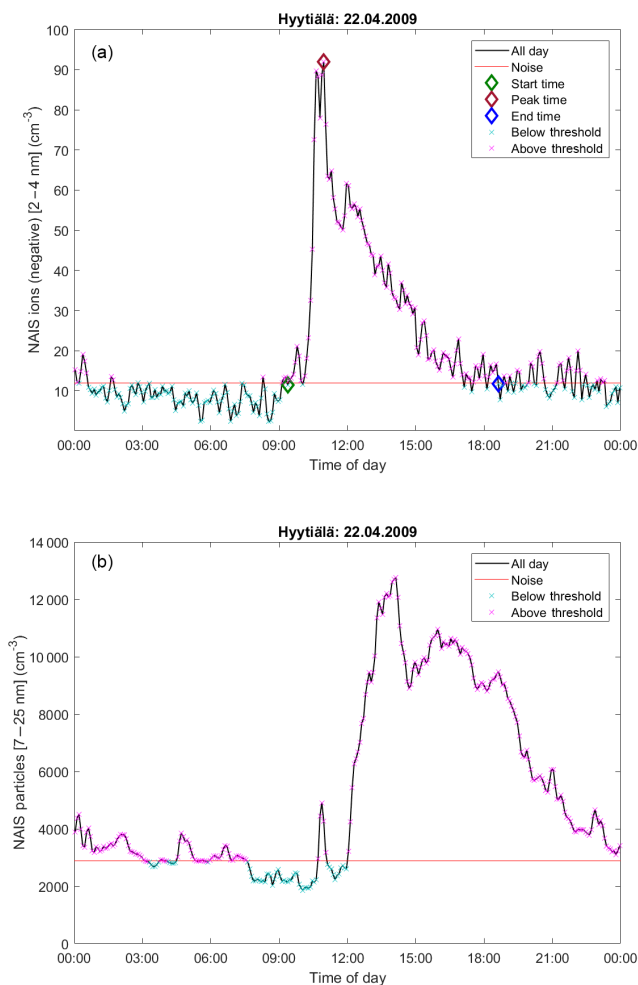 Hyytiälä: 22.04.2009
(a)
100
90
80
70
60
50
40
30
20
10
NAIS ions (negative) [2−4 nm] (cm-3)
All day
Noise
Start time
Peak time
End time
Below threshold
Above threshold
00:00 03:00 06:00 09:00 12:00 15:00 18:00 21:00 00:00
Time of day
Hyytiälä: 22.04.2009
(b)
14 000
12 000
10 000
8000
6000
4000
2000
0
NAIS particles [7−25 nm] (cm-3)
All day
Noise
Below threshold
Above threshold
00:00 03:00 06:00 09:00 12:00 15:00 18:00 21:00 00:00
Time of day